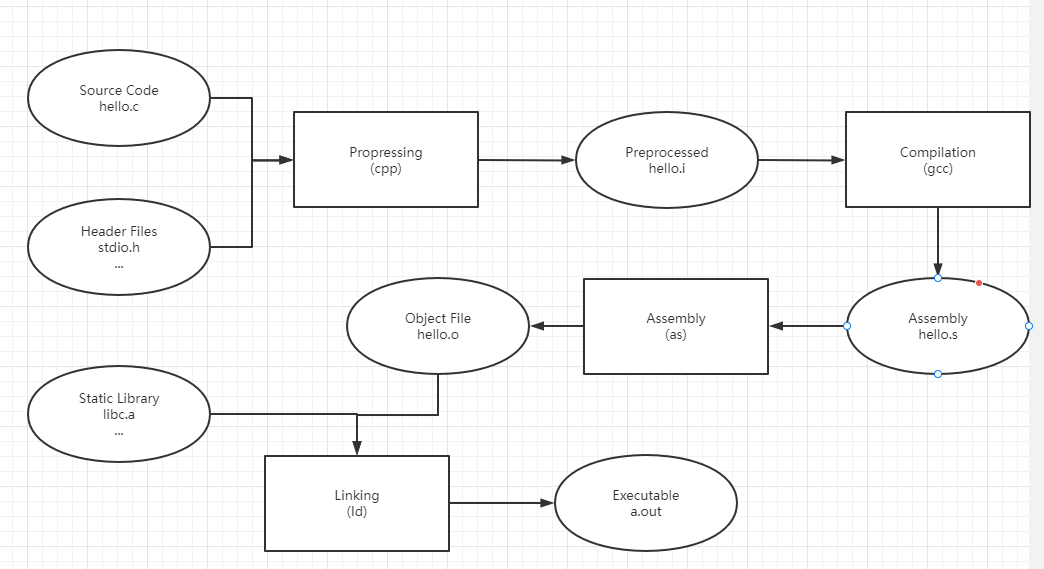 Source Code
hello.c
Propressing
(cpp)
Preprocessed
hello.i
Compilation
(gcc)
Header Files
stdio.h
...
Object File
hello.o
Assembly
(as)
Assembly
hello.s
Static Library
libc.a
...
Linking
(ld)
Executable
a.out